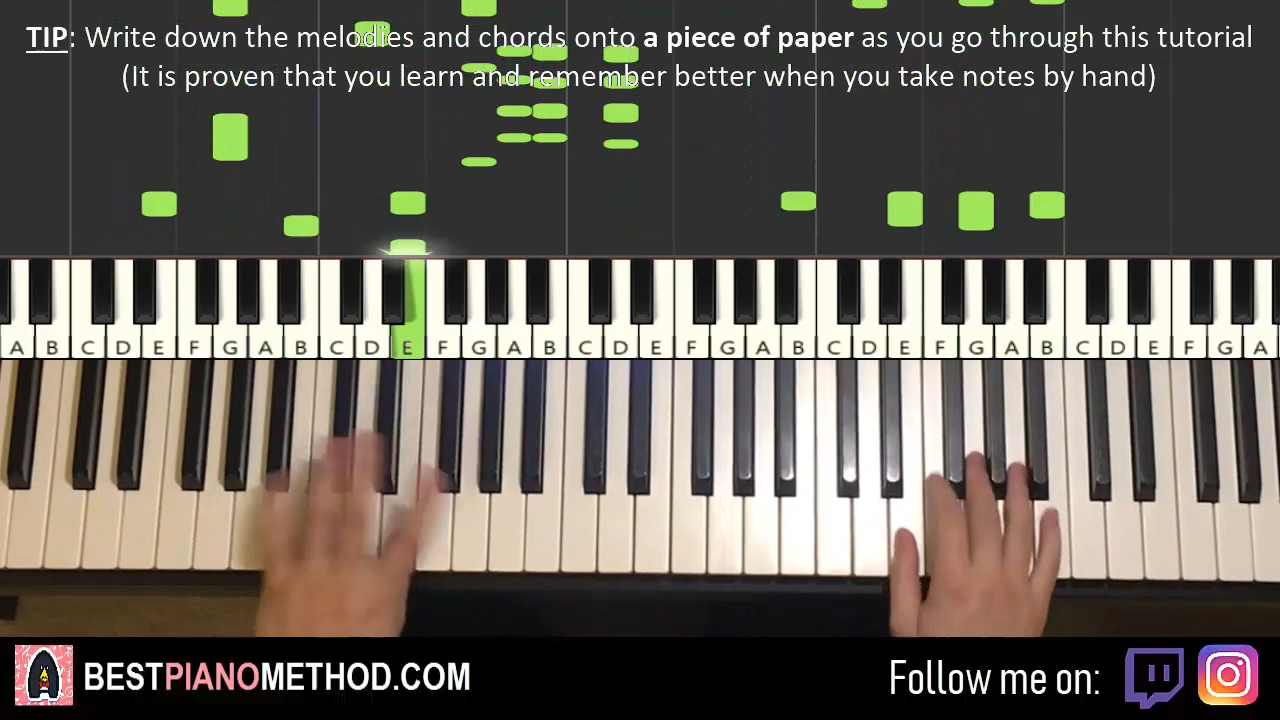 TIP: Write down the melodies and chords onto a piece of paper as you go through this tutorial
(It is proven that you learn and remember better when you take notes by hand)
A B C D E F G A B C D E F G A B C D E F G A B C D E F G A B C D E F G A
BESTPIANOMETHOD.COM Follow me on: